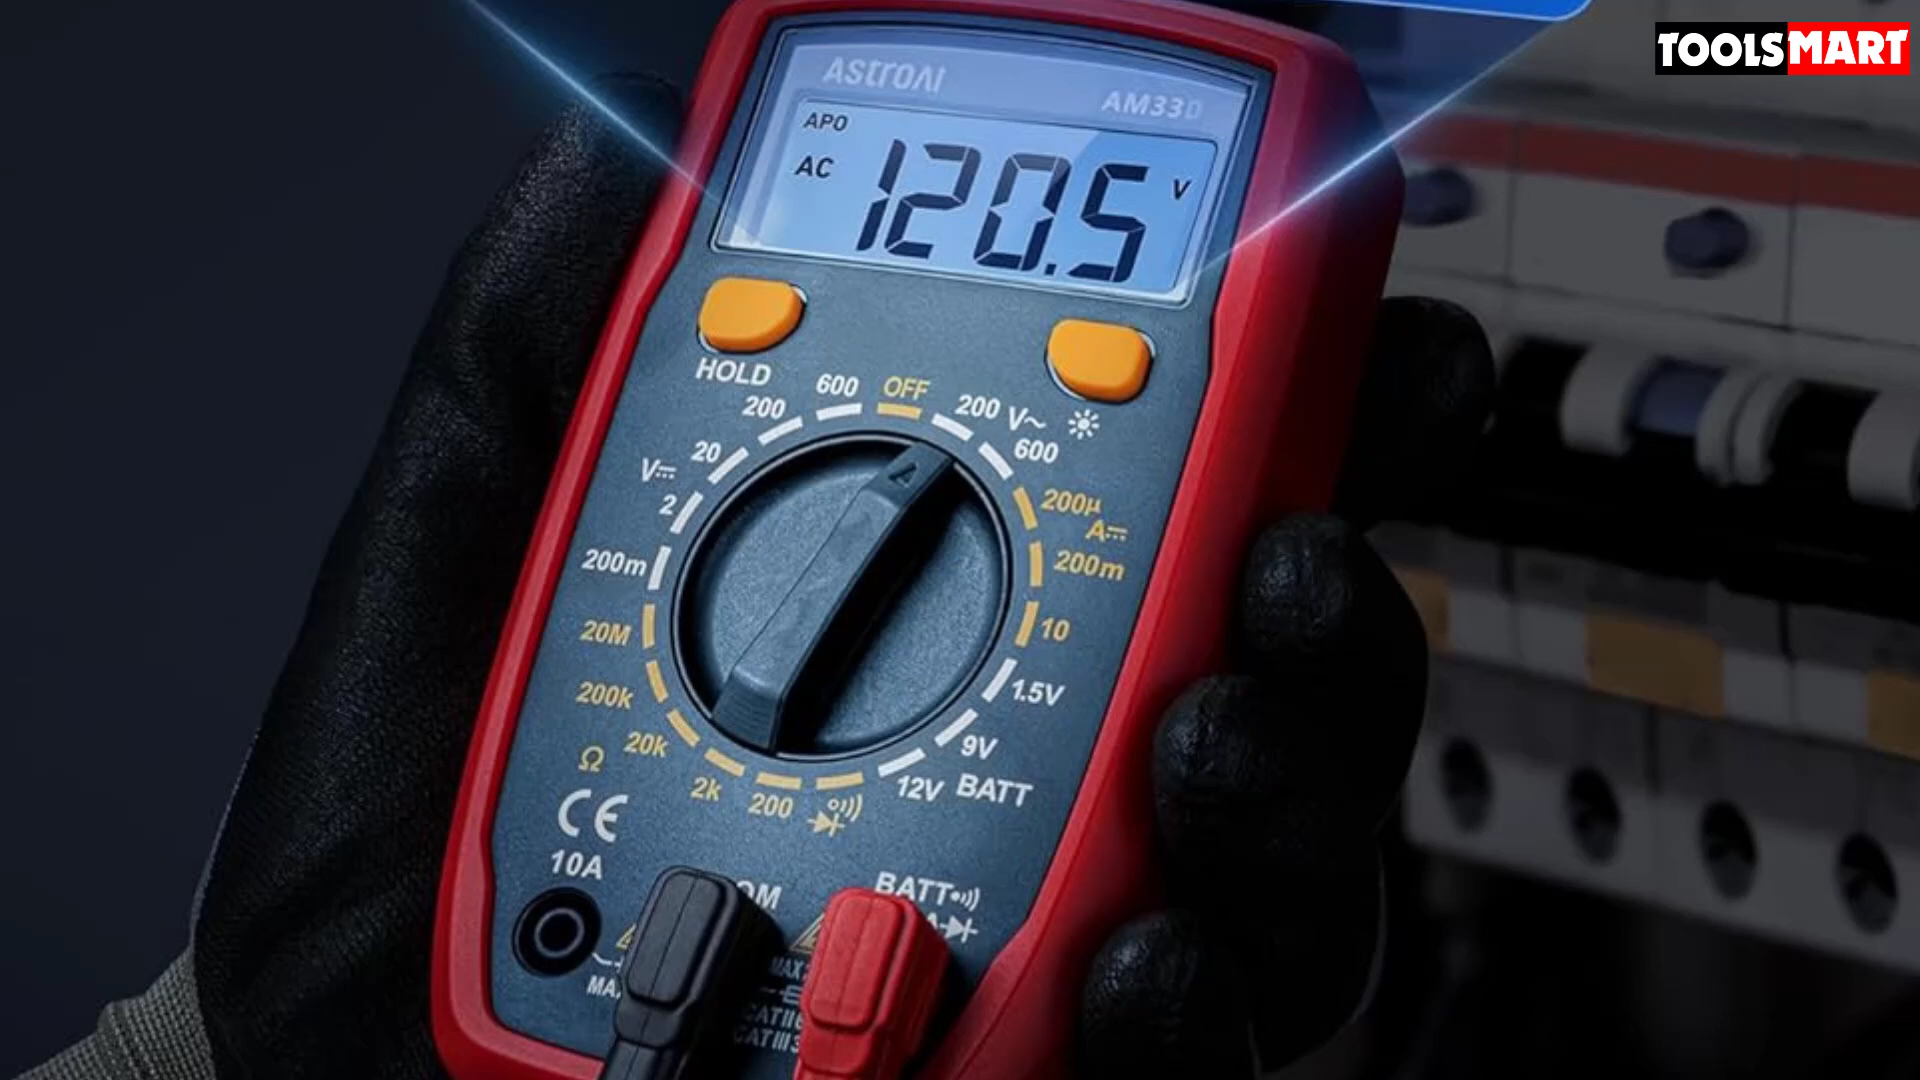 TOOLSMART
ASTROAI
AM33D
APO
AC 120.5 V
HOLD
600 OFF 200 V~
200 600
20 200µ
V⎓ A⎓
2 200m
200m 10
20M 1.5V
200k 9V
20k 12V BATT
Ω 2k 200
CE
10A
BATT